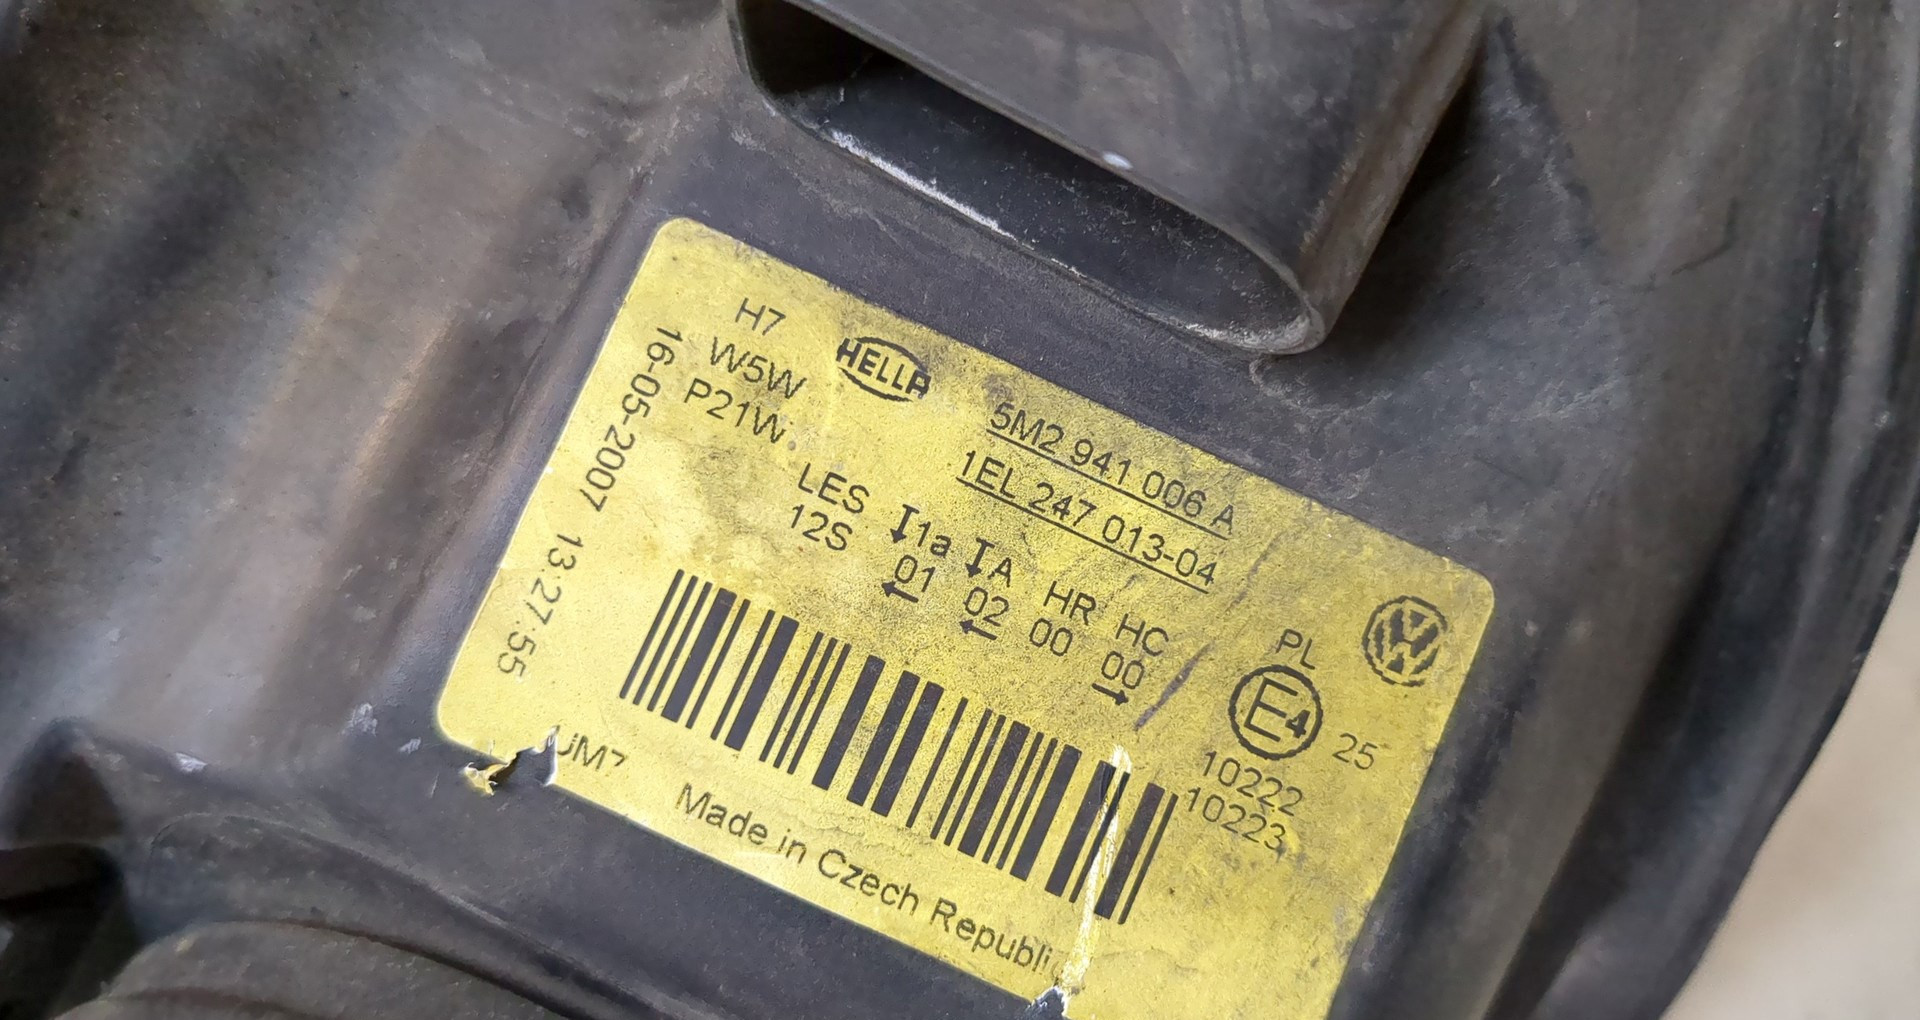 H7
W5W
P21W
HELLA
5M2 941 006 A
1EL 247 013-04
16-05-2007 13:27:55
LES
12S
1a
01
A
02
HR
00
HC
00
PL
E4
25
10222
10223
Made in Czech Republic